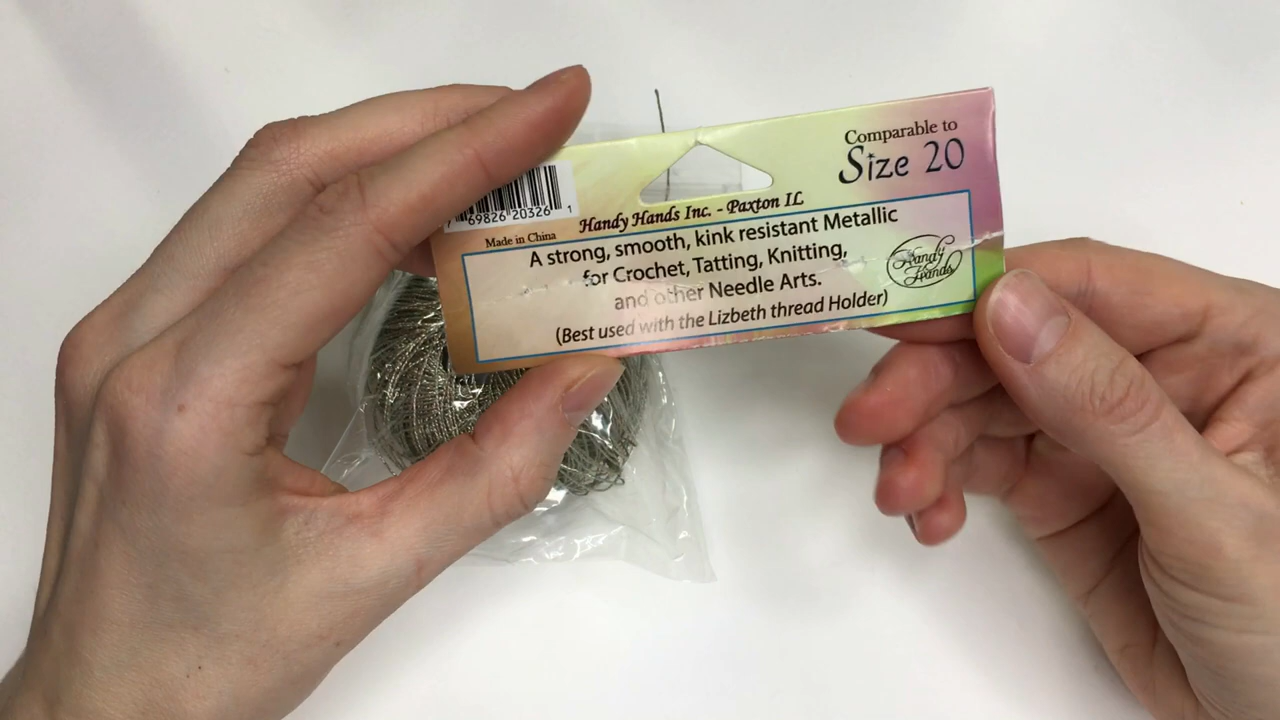 Comparable to
Size 20
7 69826 20326 1
Handy Hands Inc. - Paxton IL
Made in China
A strong, smooth, kink resistant Metallic
for Crochet, Tatting, Knitting,
and other Needle Arts.
(Best used with the Lizbeth thread Holder)
Handy
Hands